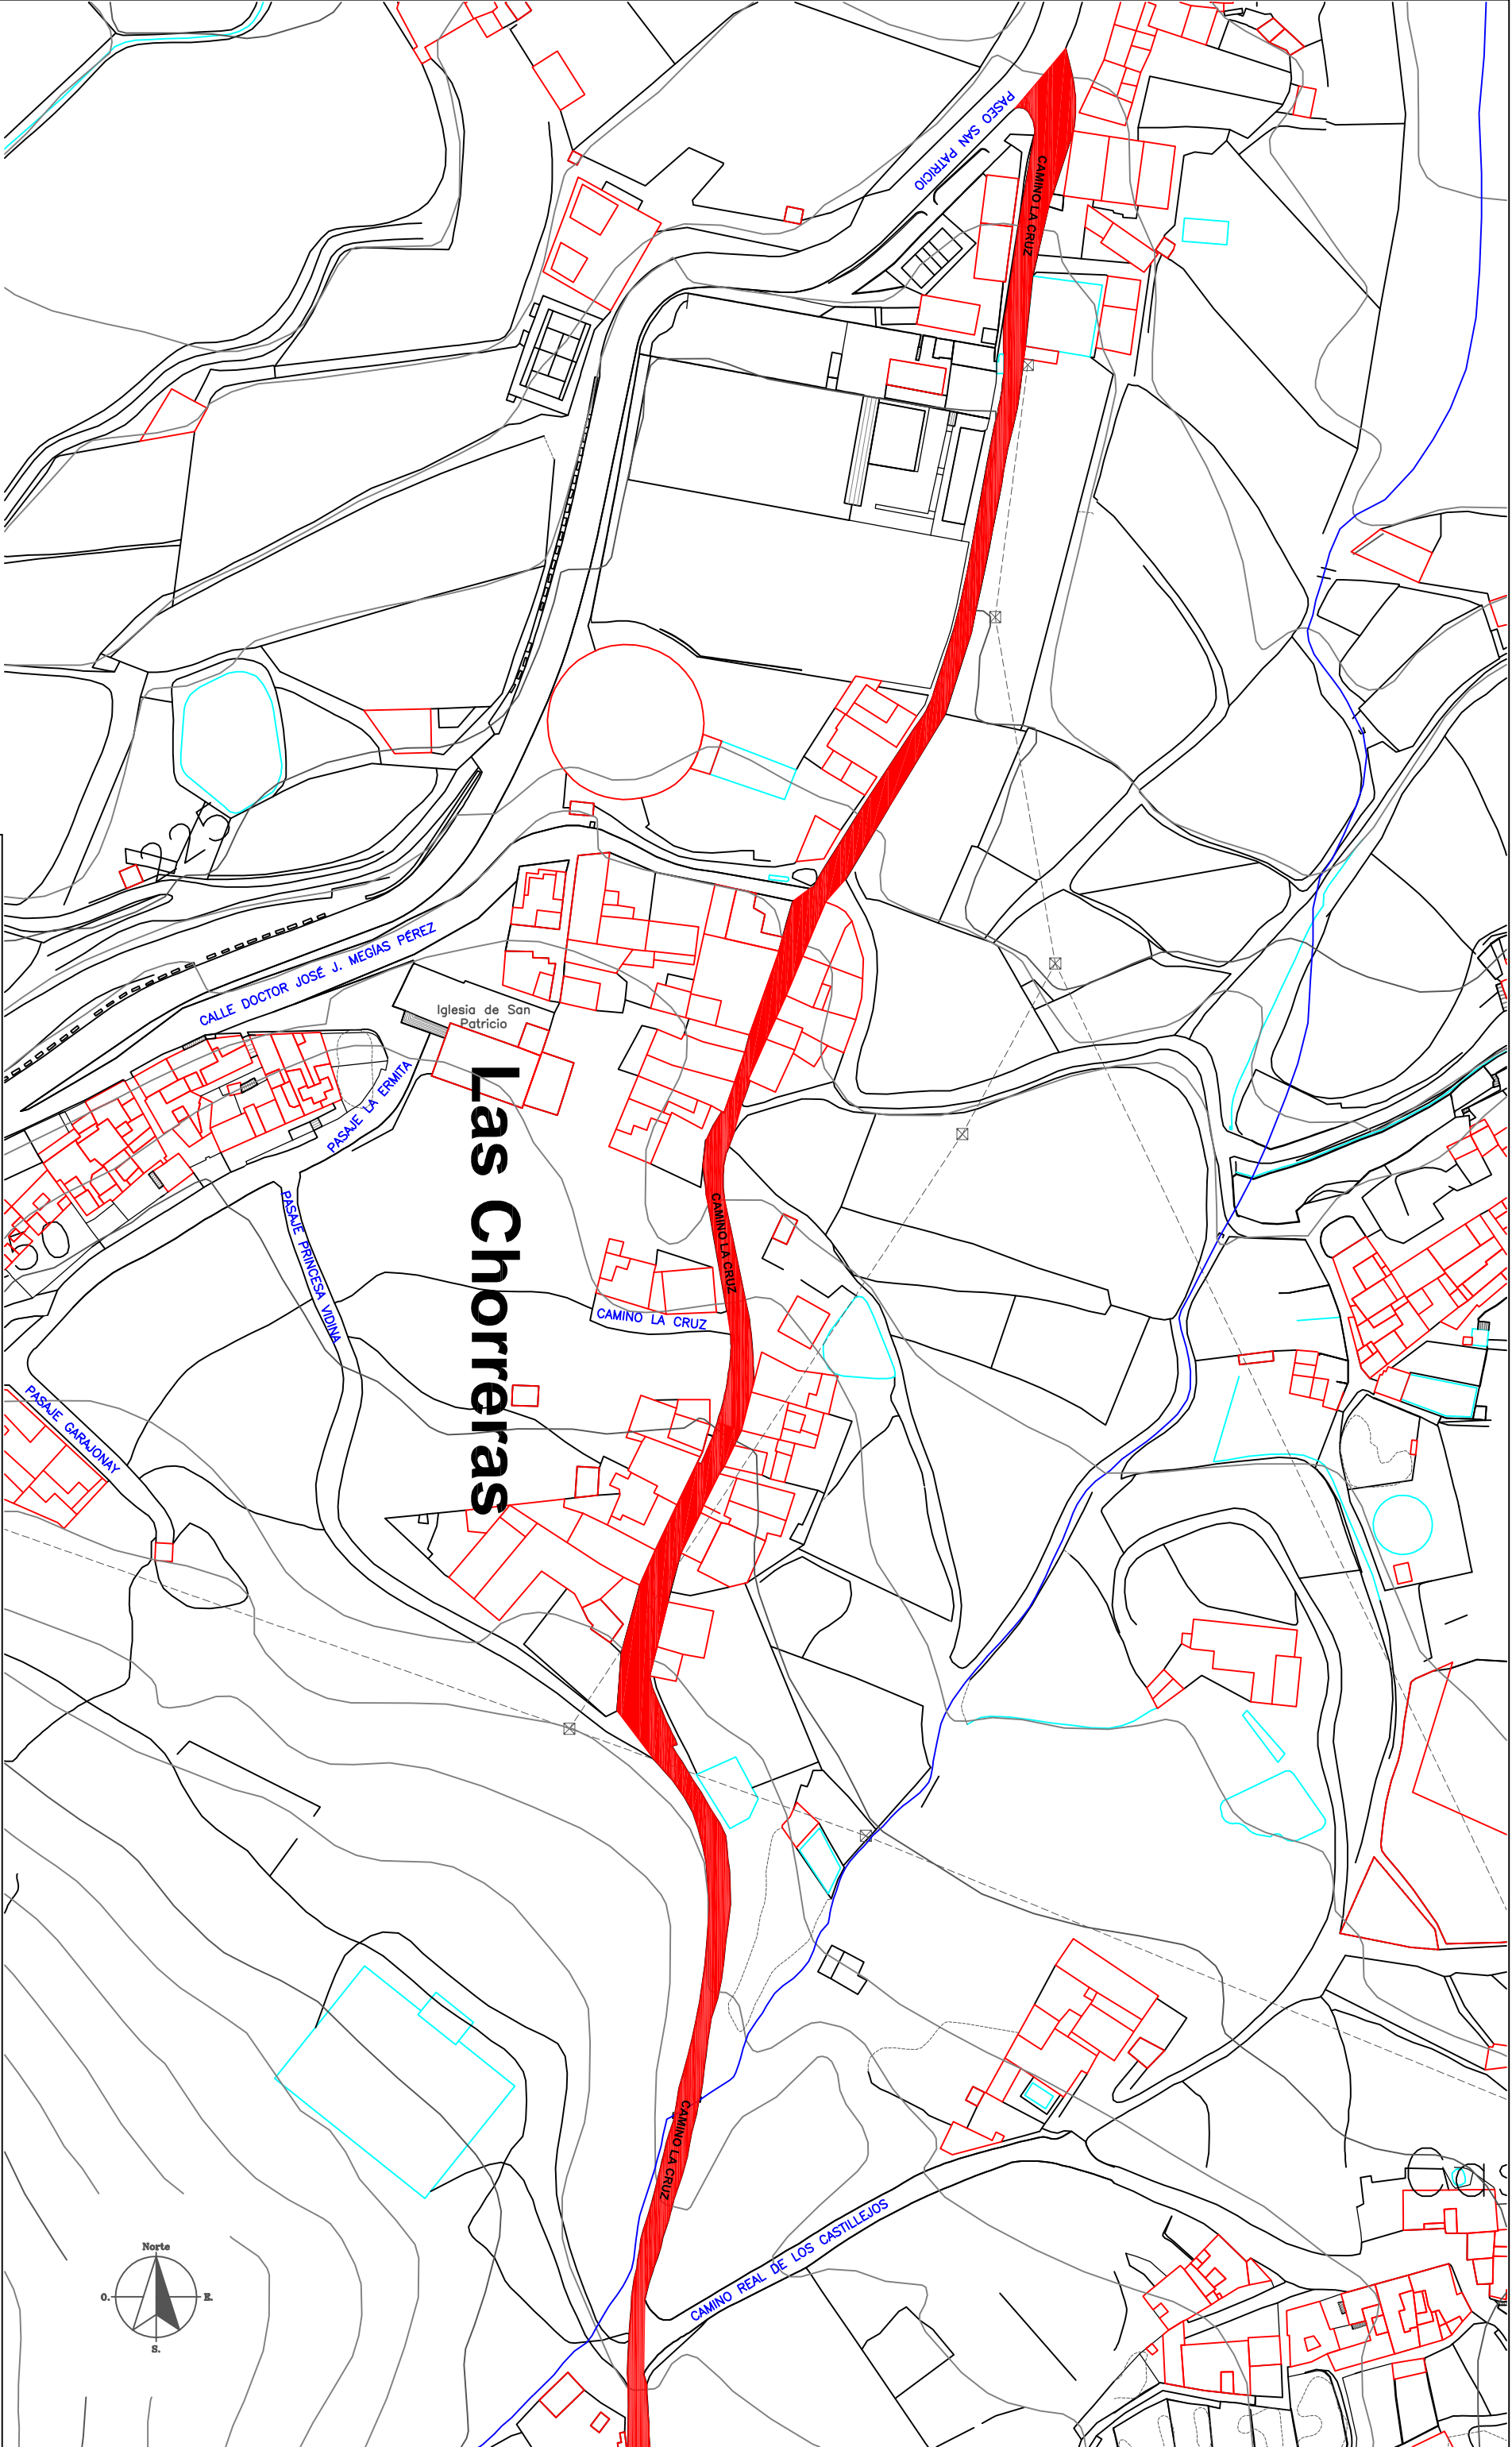 PASEO SAN PATRICIO
CAMINO LA CRUZ
CALLE DOCTOR JOSÉ J. MEGÍAS PÉREZ
Iglesia de San
Patricio
PASAJE LA ERMITA
Las Chorreras
PASAJE PRINCESA VIDINA
CAMINO LA CRUZ
CAMINO LA CRUZ
PASAJE GARAJONAY
CAMINO LA CRUZ
CAMINO REAL DE LOS CASTILLEJOS
Norte
O.
E.
S.